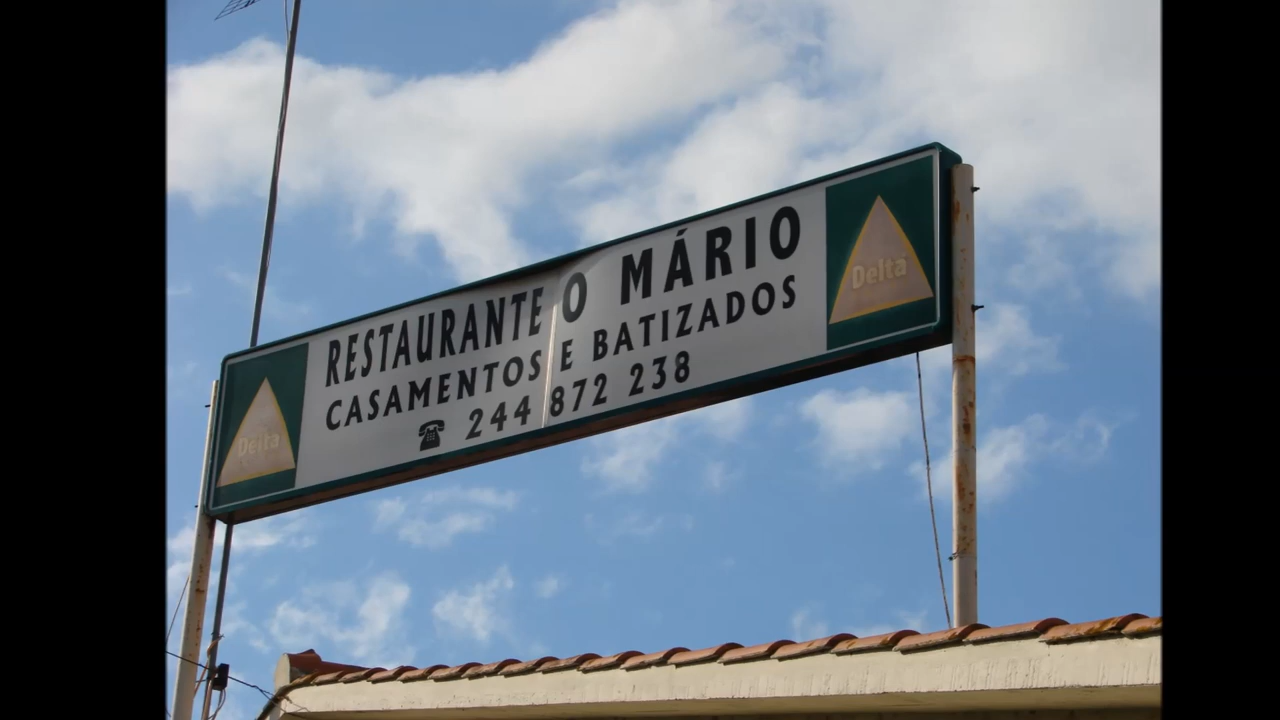 RESTAURANTE O MÁRIO
CASAMENTOS E BATIZADOS
244 872 238
Delta
Delta